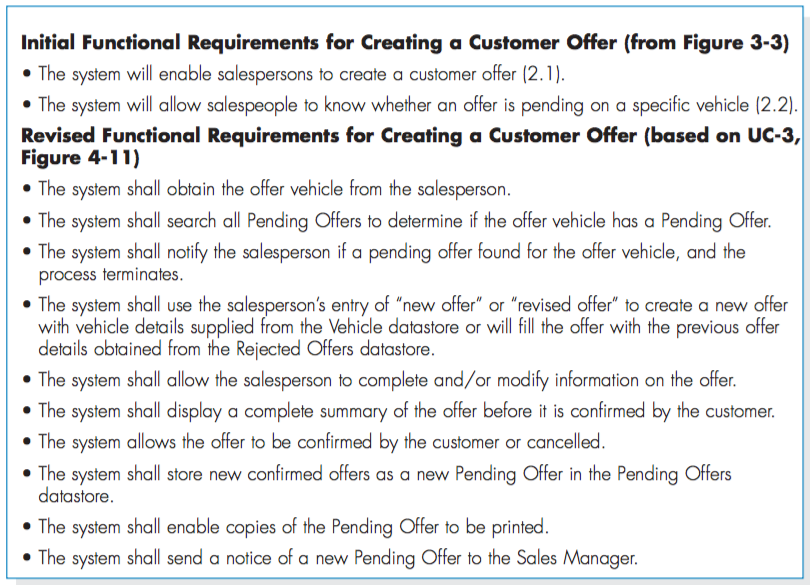 Initial Functional Requirements for Creating a Customer Offer (from Figure 3-3)
• The system will enable salespersons to create a customer offer (2.1).
• The system will allow salespeople to know whether an offer is pending on a specific vehicle (2.2).
Revised Functional Requirements for Creating a Customer Offer (based on UC-3,
Figure 4-11)
• The system shall obtain the offer vehicle from the salesperson.
• The system shall search all Pending Offers to determine if the offer vehicle has a Pending Offer.
• The system shall notify the salesperson if a pending offer found for the offer vehicle, and the
process terminates.
• The system shall use the salesperson’s entry of “new offer” or “revised offer” to create a new offer
with vehicle details supplied from the Vehicle datastore or will fill the offer with the previous offer
details obtained from the Rejected Offers datastore.
• The system shall allow the salesperson to complete and/or modify information on the offer.
• The system shall display a complete summary of the offer before it is confirmed by the customer.
• The system allows the offer to be confirmed by the customer or cancelled.
• The system shall store new confirmed offers as a new Pending Offer in the Pending Offers
datastore.
• The system shall enable copies of the Pending Offer to be printed.
• The system shall send a notice of a new Pending Offer to the Sales Manager.